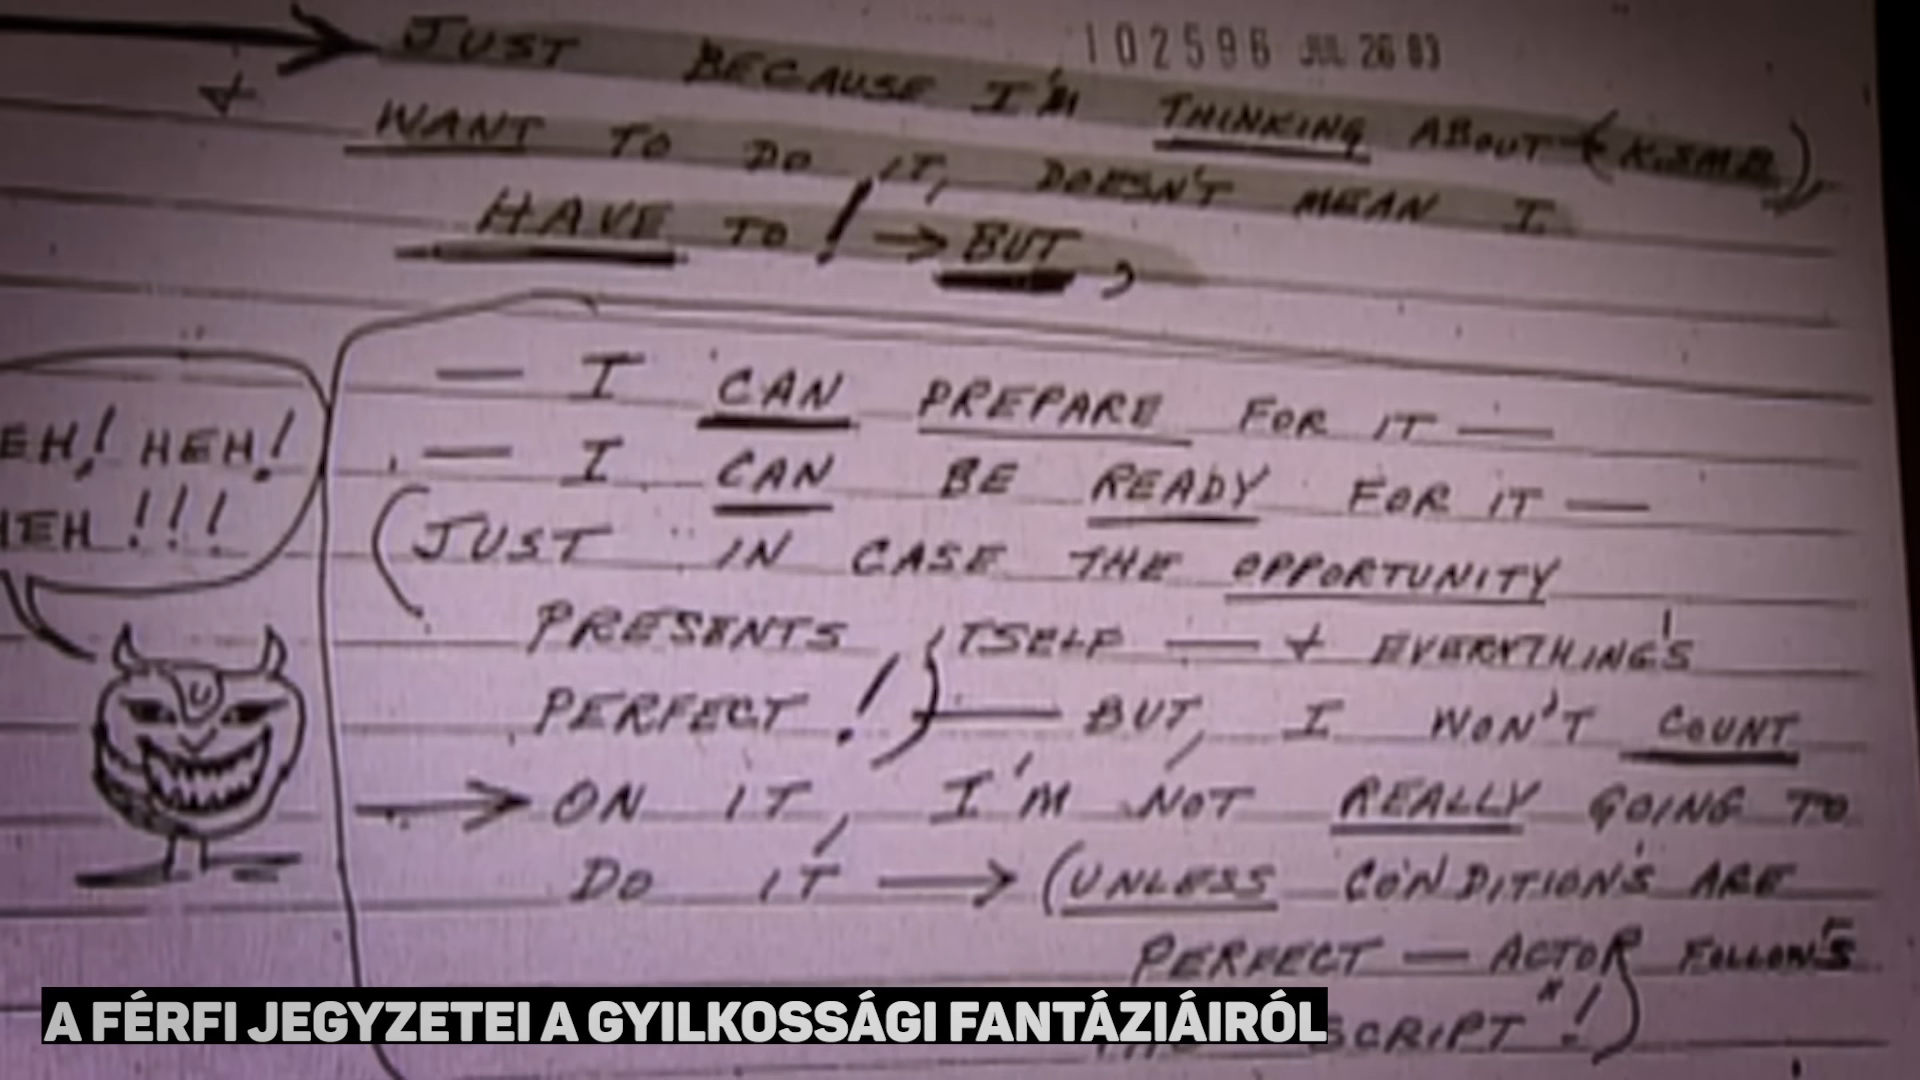 102596 JUL 26 83
JUST BECAUSE I'M THINKING ABOUT (K.SMB),
+ WANT TO DO IT, DOESN'T MEAN I
HAVE TO! → BUT,
— I CAN PREPARE FOR IT —
— I CAN BE READY FOR IT —
(JUST IN CASE THE OPPORTUNITY
PRESENTS ITSELF — + EVERYTHING'S
PERFECT!) — BUT, I WON'T COUNT
→ ON IT, I'M NOT REALLY GOING TO
DO IT → (UNLESS CONDITION'S ARE
PERFECT — ACTOR FOLLOW'S
SCRIPT"!)
EH! HEH!
HEH!!!
U
A FÉRFI JEGYZETEI A GYILKOSSÁGI FANTÁZIÁIRÓL